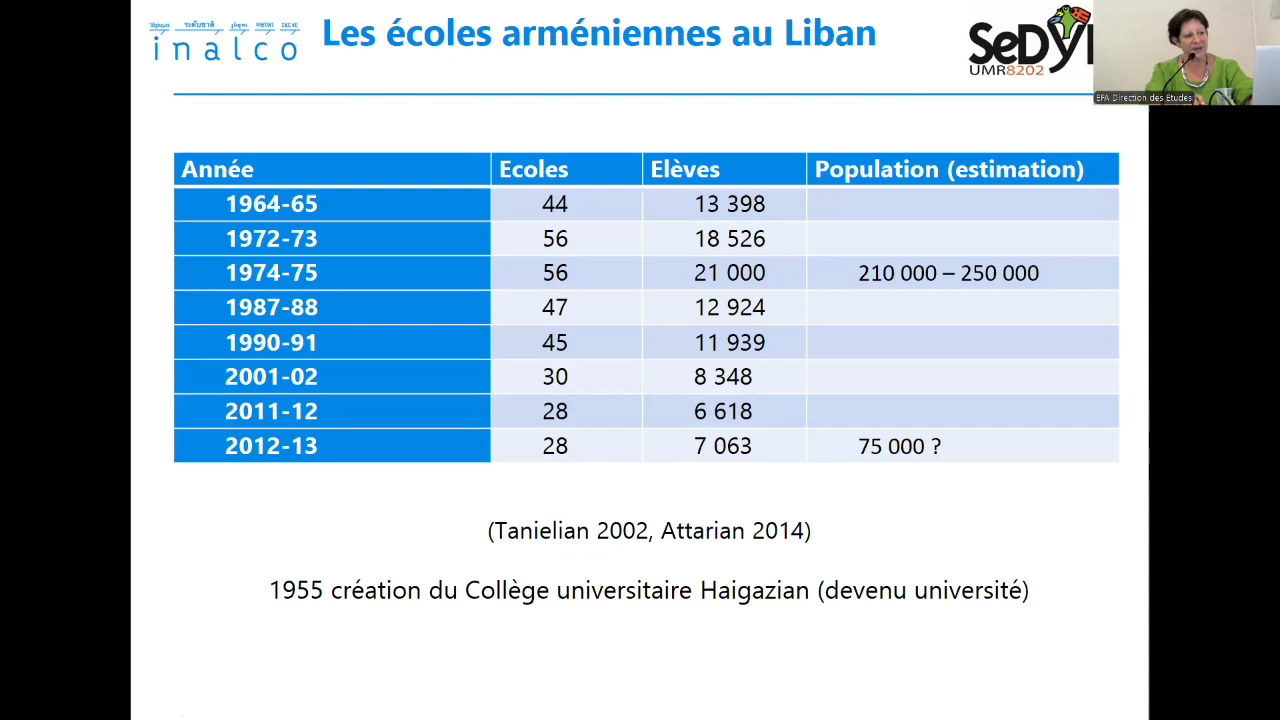 inalco
Les écoles arméniennes au Liban
SeDyL
UMR8202
EFA Direction des Etudes
Année Ecoles Elèves Population (estimation)
1964-65 44 13 398
1972-73 56 18 526
1974-75 56 21 000 210 000 – 250 000
1987-88 47 12 924
1990-91 45 11 939
2001-02 30 8 348
2011-12 28 6 618
2012-13 28 7 063 75 000 ?
(Tanielian 2002, Attarian 2014)
1955 création du Collège universitaire Haigazian (devenu université)